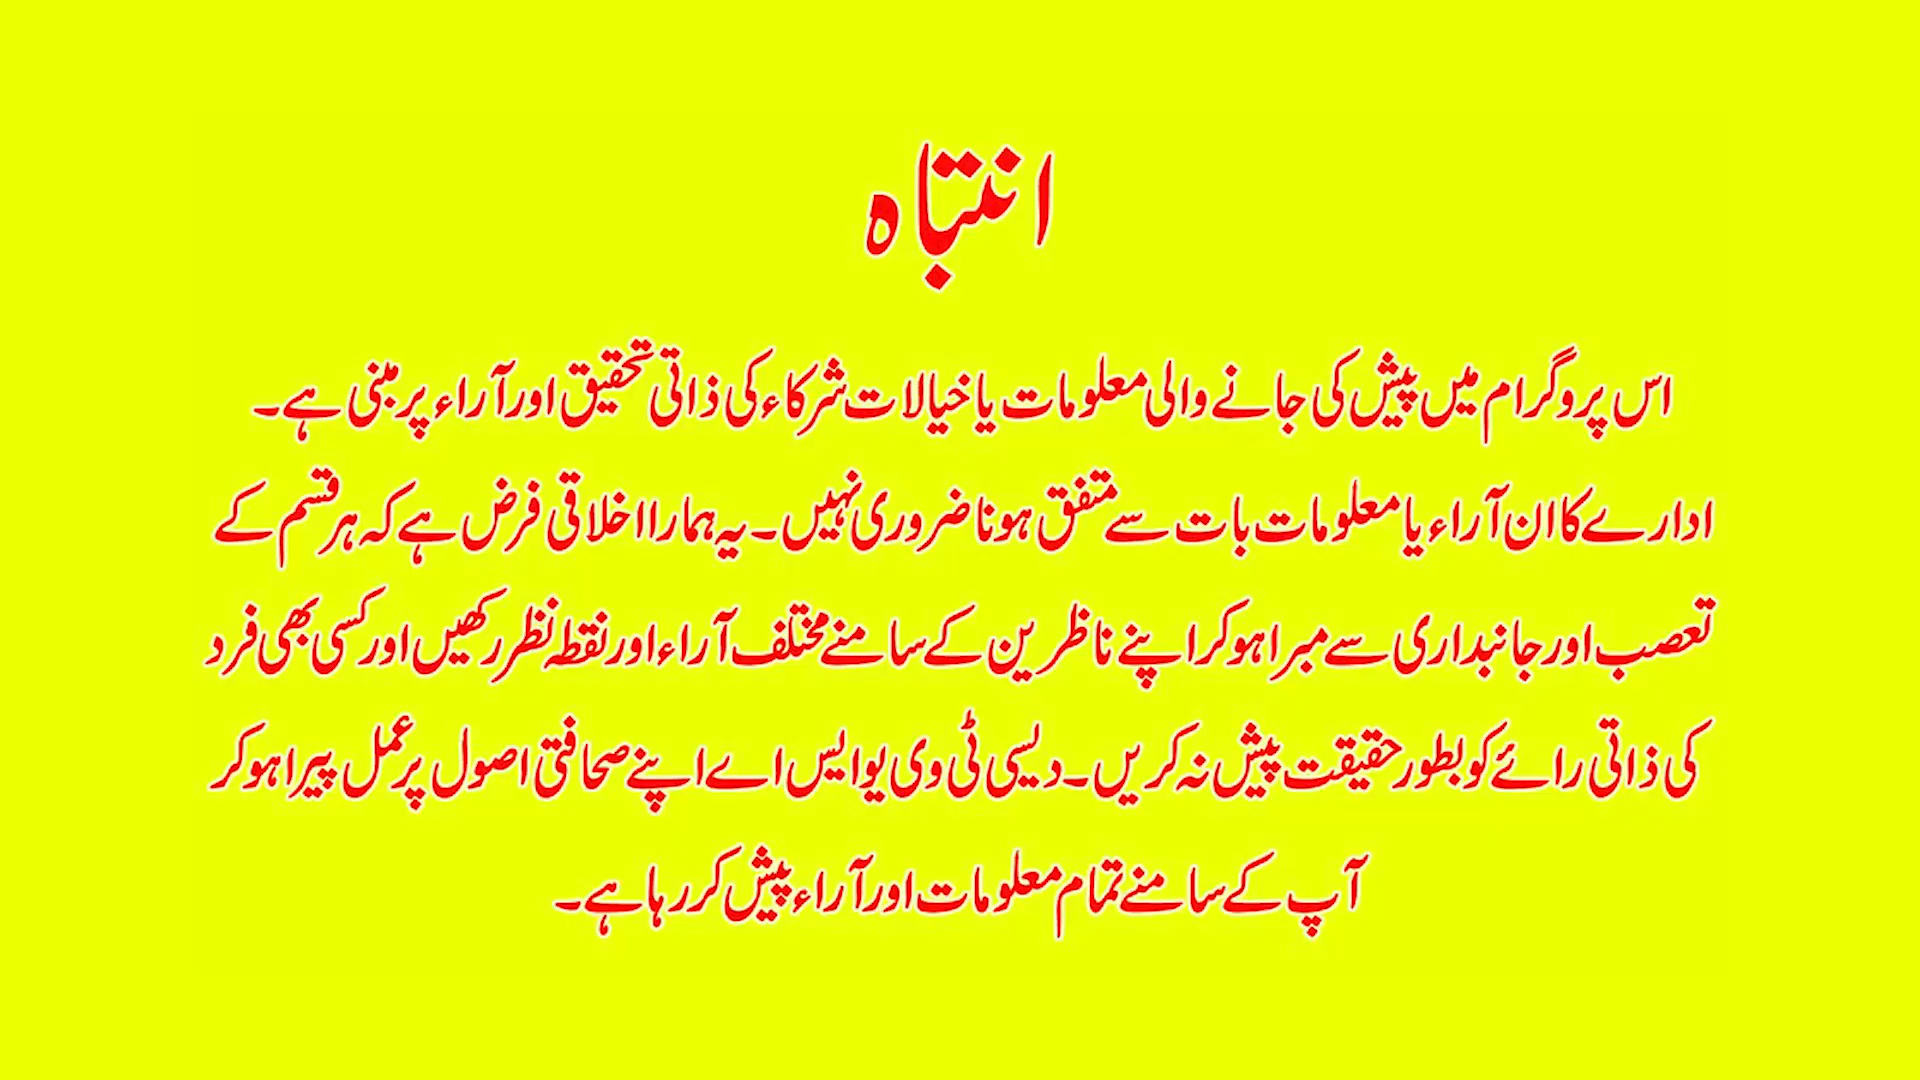 انتباہ
اس پروگرام میں پیش کی جانے والی معلومات یا خیالات شرکاء کی ذاتی تحقیق اور آراء پر مبنی ہے۔
ادارے کا ان آراء یا معلومات بات سے متفق ہونا ضروری نہیں۔ یہ ہمارا اخلاقی فرض ہے کہ ہر قسم کے
تعصب اور جانبداری سے مبرا ہو کر اپنے ناظرین کے سامنے مختلف آراء اور نقطہ نظر رکھیں اور کسی بھی فرد
کی ذاتی رائے کو بطور حقیقت پیش نہ کریں۔ دیسی ٹی وی یو ایس اے اپنے صحافتی اصول پر عمل پیرا ہو کر
آپ کے سامنے تمام معلومات اور آراء پیش کر رہا ہے۔